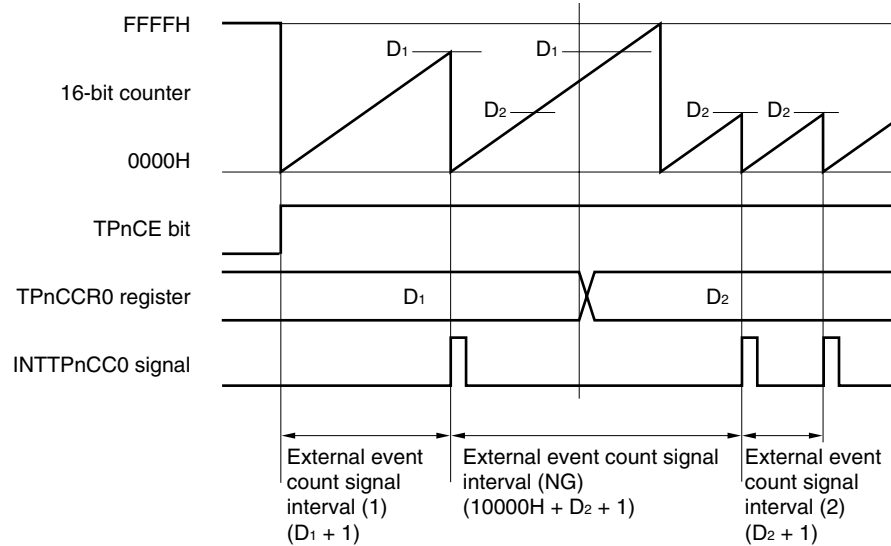 FFFFH
D1
D1
16-bit counter
D2
D2
D2
0000H
TPnCE bit
TPnCCR0 register
D1
D2
INTTPnCC0 signal
External event
count signal
interval (1)
(D1 + 1)
External event count signal
interval (NG)
(10000H + D2 + 1)
External event
count signal
interval (2)
(D2 + 1)